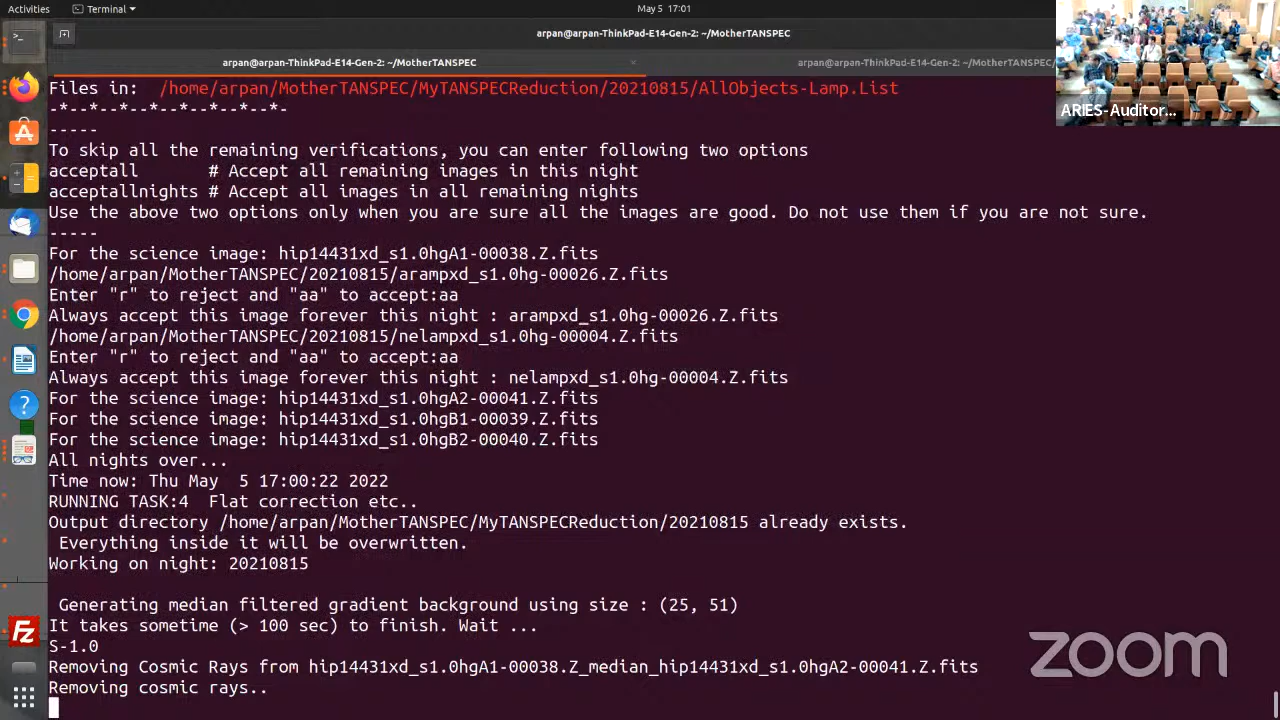 Activities
Terminal
May 5 17:01
arpan@arpan-ThinkPad-E14-Gen-2: ~/MotherTANSPEC
arpan@arpan-ThinkPad-E14-Gen-2: ~/MotherTANSPEC
arpan@arpan-ThinkPad-E14-Gen-2: ~/MotherTANSPEC/
ARIES-Auditor...
Files in:  /home/arpan/MotherTANSPEC/MyTANSPECReduction/20210815/AllObjects-Lamp.List
-*--*--*--*--*--*--*--*-
-----
To skip all the remaining verifications, you can enter following two options
acceptall       # Accept all remaining images in this night
acceptallnights # Accept all images in all remaining nights
Use the above two options only when you are sure all the images are good. Do not use them if you are not sure.
-----
For the science image: hip14431xd_s1.0hgA1-00038.Z.fits
/home/arpan/MotherTANSPEC/20210815/arampxd_s1.0hg-00026.Z.fits
Enter "r" to reject and "aa" to accept:aa
Always accept this image forever this night : arampxd_s1.0hg-00026.Z.fits
/home/arpan/MotherTANSPEC/20210815/nelampxd_s1.0hg-00004.Z.fits
Enter "r" to reject and "aa" to accept:aa
Always accept this image forever this night : nelampxd_s1.0hg-00004.Z.fits
For the science image: hip14431xd_s1.0hgA2-00041.Z.fits
For the science image: hip14431xd_s1.0hgB1-00039.Z.fits
For the science image: hip14431xd_s1.0hgB2-00040.Z.fits
All nights over...
Time now: Thu May  5 17:00:22 2022
RUNNING TASK:4  Flat correction etc..
Output directory /home/arpan/MotherTANSPEC/MyTANSPECReduction/20210815 already exists.
 Everything inside it will be overwritten.
Working on night: 20210815
 Generating median filtered gradient background using size : (25, 51)
It takes sometime (> 100 sec) to finish. Wait ...
S-1.0
Removing Cosmic Rays from hip14431xd_s1.0hgA1-00038.Z_median_hip14431xd_s1.0hgA2-00041.Z.fits
Removing cosmic rays..
zoom